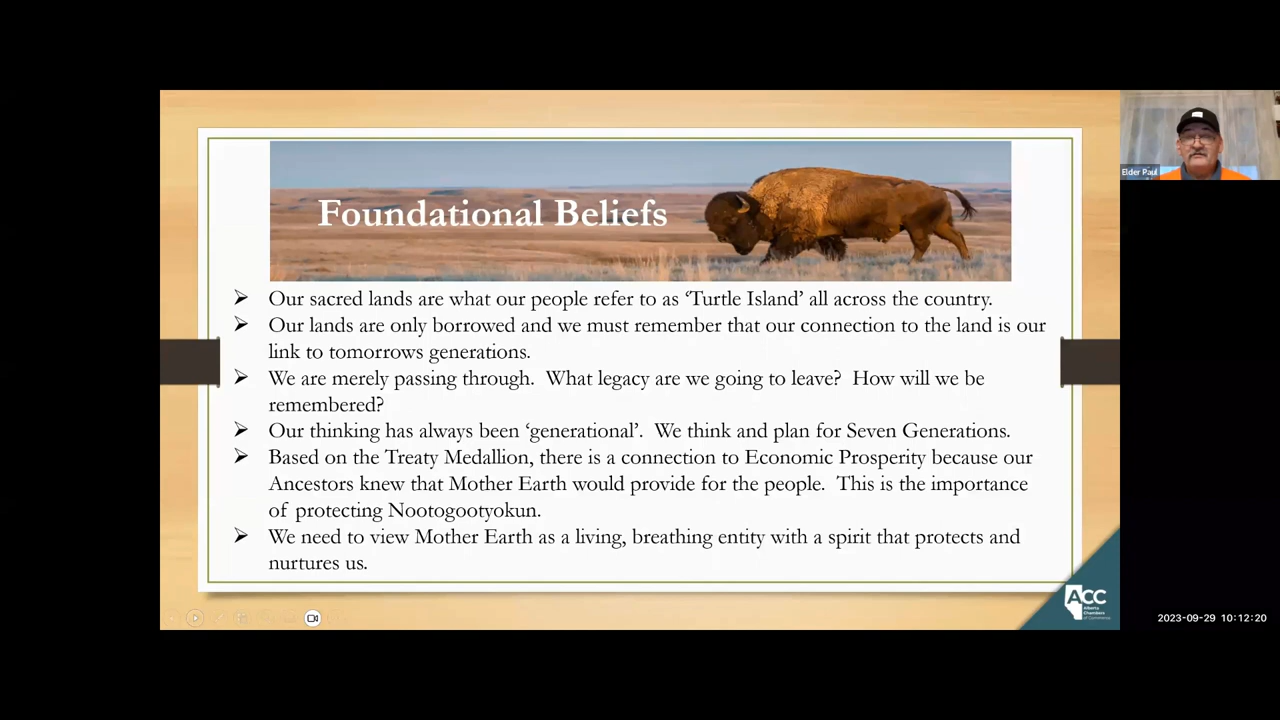 Foundational Beliefs
Elder Paul
Our sacred lands are what our people refer to as ‘Turtle Island’ all across the country.
Our lands are only borrowed and we must remember that our connection to the land is our
link to tomorrows generations.
We are merely passing through.  What legacy are we going to leave?  How will we be
remembered?
Our thinking has always been ‘generational’.  We think and plan for Seven Generations.
Based on the Treaty Medallion, there is a connection to Economic Prosperity because our
Ancestors knew that Mother Earth would provide for the people.  This is the importance
of protecting Nootogootyokun.
We need to view Mother Earth as a living, breathing entity with a spirit that protects and
nurtures us.
ACC
Alberta
Chambers
of Commerce
2023-09-29 10:12:20